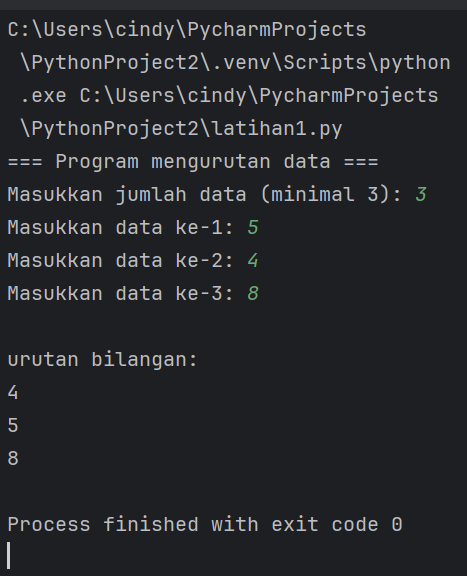 C:\Users\cindy\PycharmProjects
\PythonProject2\.venv\Scripts\python
.exe C:\Users\cindy\PycharmProjects
\PythonProject2\latihan1.py
=== Program mengurutan data ===
Masukkan jumlah data (minimal 3): 3
Masukkan data ke-1: 5
Masukkan data ke-2: 4
Masukkan data ke-3: 8

urutan bilangan:
4
5
8

Process finished with exit code 0